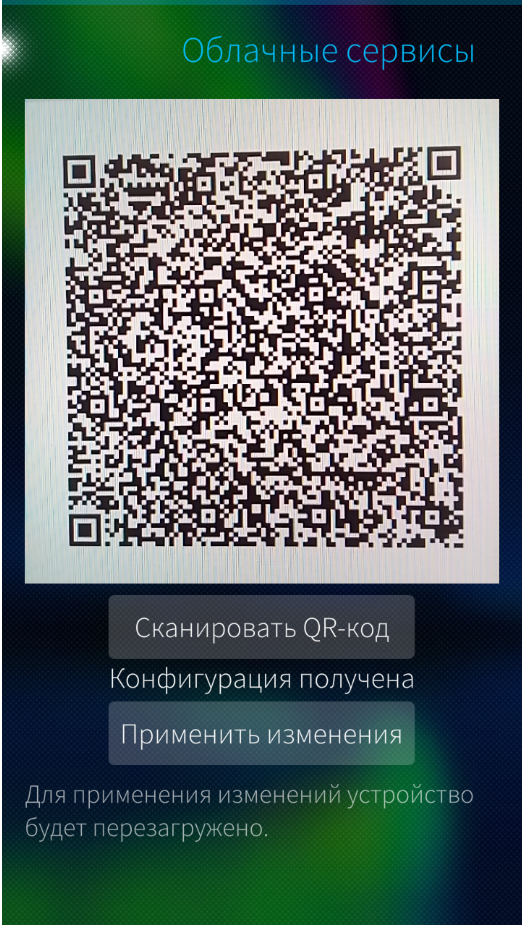 Облачные сервисы
Сканировать QR-код
Конфигурация получена
Применить изменения
Для применения изменений устройство
будет перезагружено.